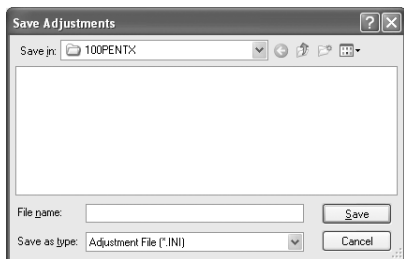 Save Adjustments
Save in: 100PENTX
File name:
Save
Save as type: Adjustment File (*.INI)
Cancel